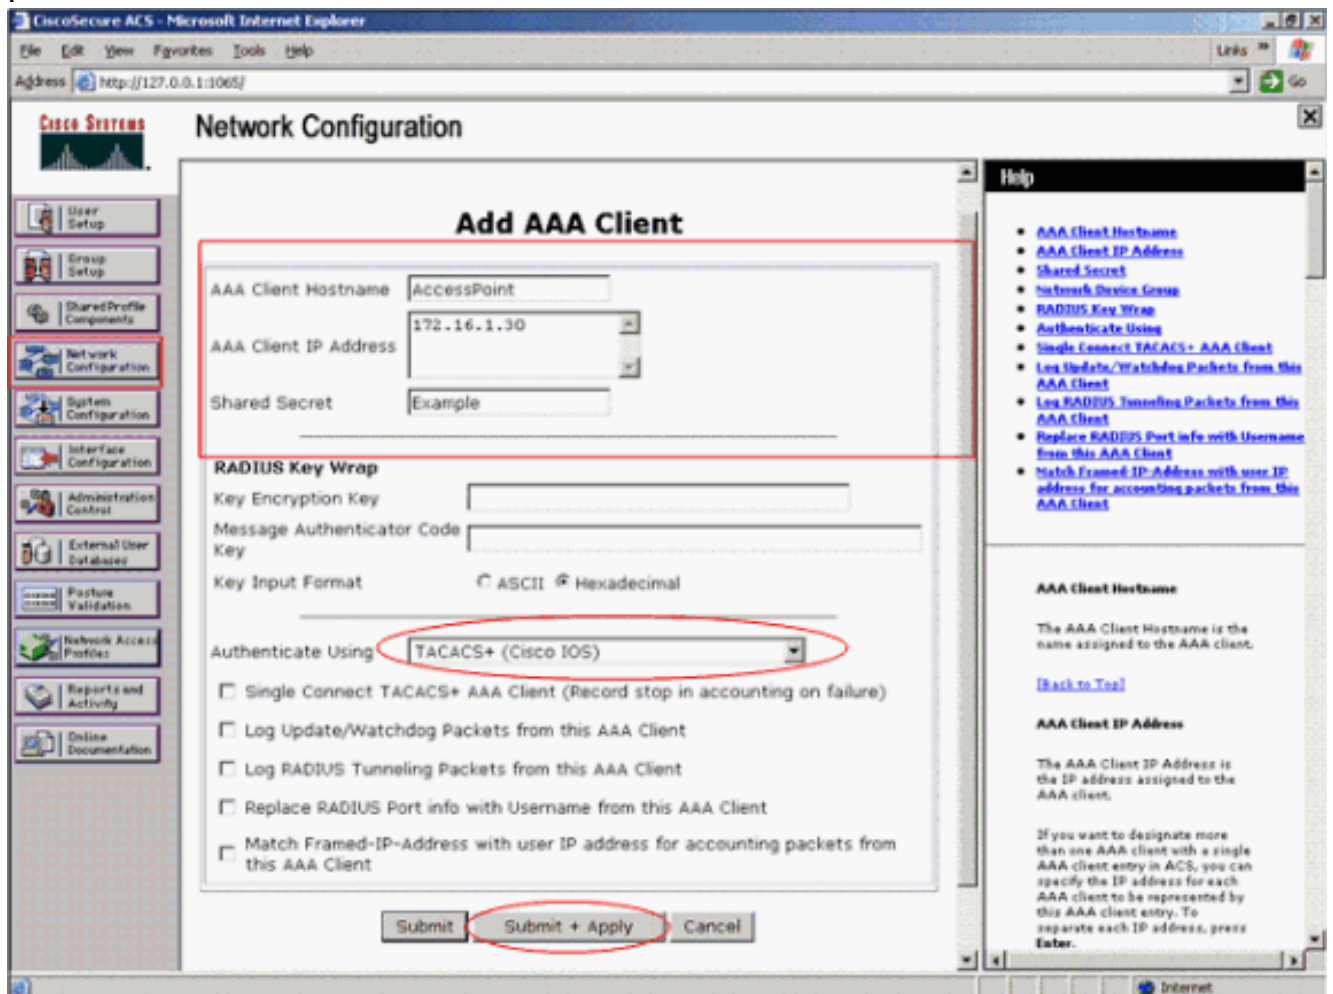 CiscoSecure ACS - Microsoft Internet Explorer
File Edit View Favorites Tools Help
Links »
Address http://127.0.0.1:1065/
Go
CISCO SYSTEMS
Network Configuration
User
Setup
Group
Setup
Shared Profile
Components
Network
Configuration
System
Configuration
Interface
Configuration
Administration
Control
External User
Databases
Posture
Validation
Network Access
Profiles
Reports and
Activity
Online
Documentation
Add AAA Client
AAA Client Hostname AccessPoint
AAA Client IP Address 172.16.1.30
Shared Secret Example
RADIUS Key Wrap
Key Encryption Key
Message Authenticator Code
Key
Key Input Format ASCII Hexadecimal
Authenticate Using TACACS+ (Cisco IOS)
Single Connect TACACS+ AAA Client (Record stop in accounting on failure)
Log Update/Watchdog Packets from this AAA Client
Log RADIUS Tunneling Packets from this AAA Client
Replace RADIUS Port info with Username from this AAA Client
Match Framed-IP-Address with user IP address for accounting packets from
this AAA Client
Submit Submit + Apply Cancel
Help
AAA Client Hostname
AAA Client IP Address
Shared Secret
Network Device Group
RADIUS Key Wrap
Authenticate Using
Single Connect TACACS+ AAA Client
Log Update/Watchdog Packets from this
AAA Client
Log RADIUS Tunneling Packets from this
AAA Client
Replace RADIUS Port info with Username
from this AAA Client
Match Framed-IP-Address with user IP
address for accounting packets from this
AAA Client
AAA Client Hostname
The AAA Client Hostname is the
name assigned to the AAA client.
[Back to Top]
AAA Client IP Address
The AAA Client IP Address is
the IP address assigned to the
AAA client.
If you want to designate more
than one AAA client with a single
AAA client entry in ACS, you can
specify the IP address for each
AAA client to be represented by
this AAA client entry. To
separate each IP address, press
Enter.
Internet